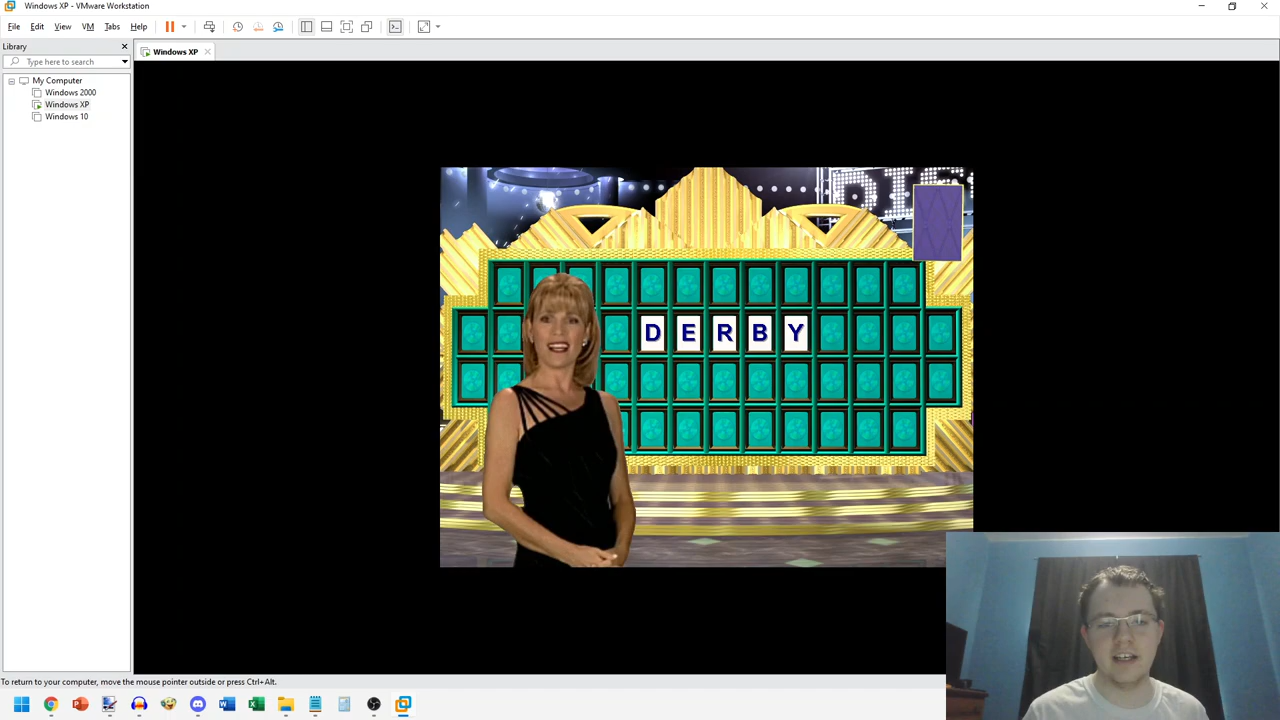 Windows XP - VMware Workstation
File Edit View VM Tabs Help
Library
Type here to search
My Computer
Windows 2000
Windows XP
Windows 10
Windows XP
DIS
DERBY
To return to your computer, move the mouse pointer outside or press Ctrl+Alt.